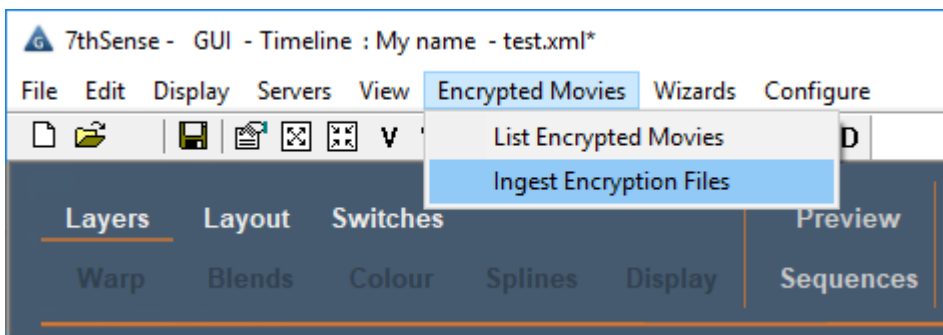 7thSense - GUI - Timeline : My name - test.xml*
File Edit Display Servers View Encrypted Movies Wizards Configure
V D
List Encrypted Movies
Ingest Encryption Files
Layers Layout Switches Preview
Warp Blends Colour Splines Display Sequences